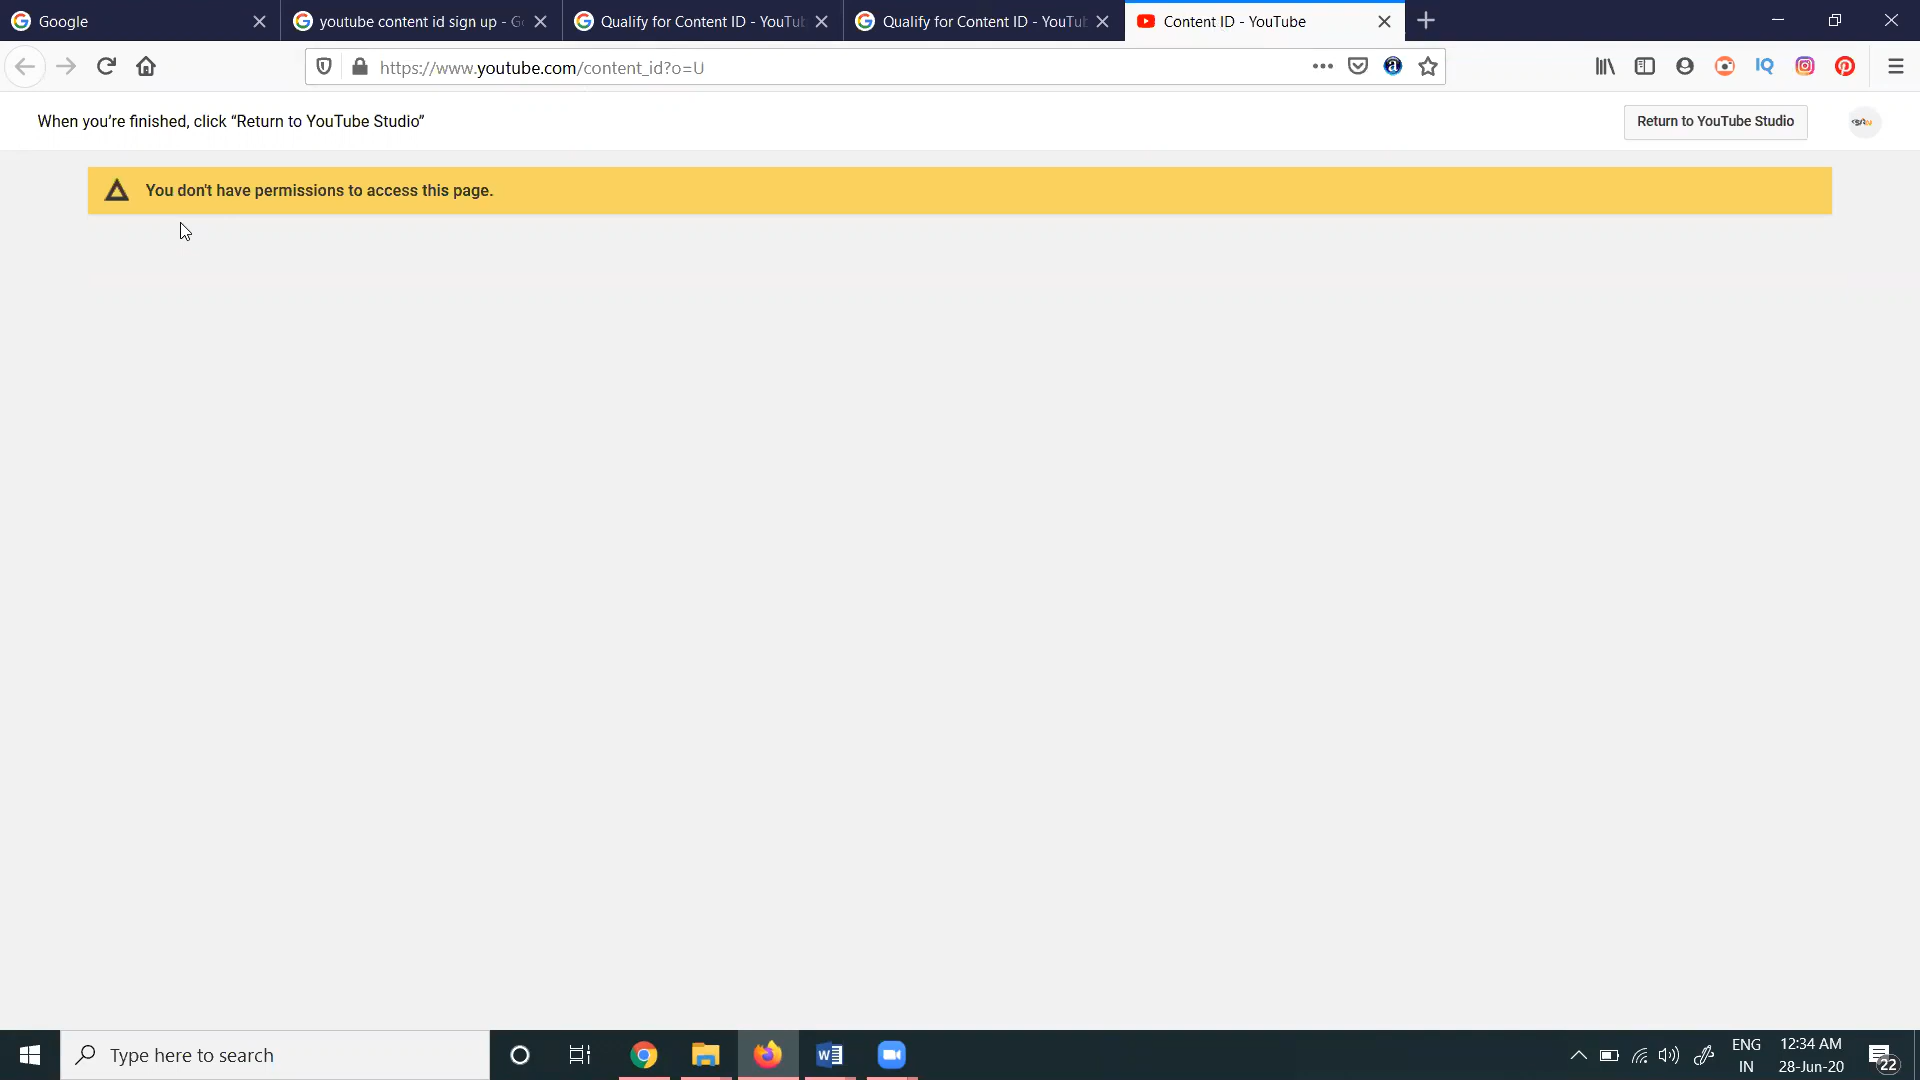 Google
youtube content id sign up - G
Qualify for Content ID - YouTu
Qualify for Content ID - YouTu
Content ID - YouTube
https://www.youtube.com/content_id?o=U
IQ
a
When you’re finished, click “Return to YouTube Studio”
Return to YouTube Studio
You don't have permissions to access this page.
Type here to search
ENG
IN
12:34 AM
28-Jun-20
22